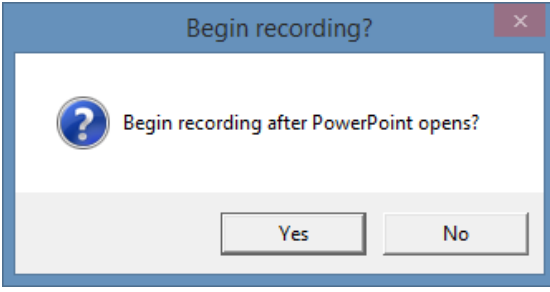 Begin recording?
Begin recording after PowerPoint opens?
Yes
No